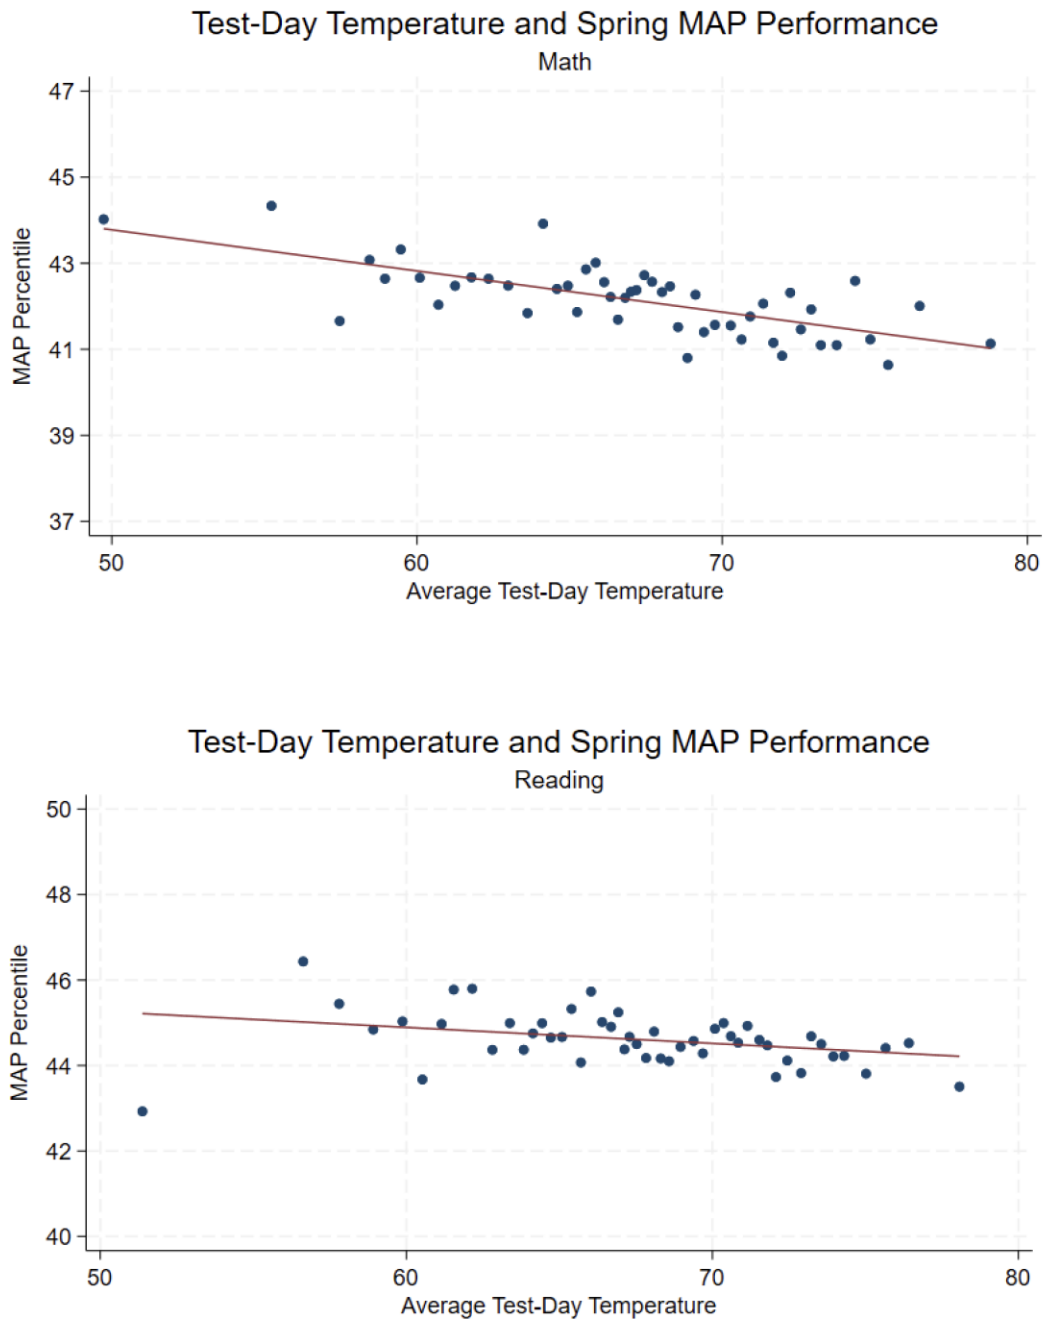 Test-Day Temperature and Spring MAP Performance
Math
47
45
43
41
39
37
MAP Percentile
50 60 70 80
Average Test-Day Temperature
Test-Day Temperature and Spring MAP Performance
Reading
50
48
46
44
42
40
MAP Percentile
50 60 70 80
Average Test-Day Temperature